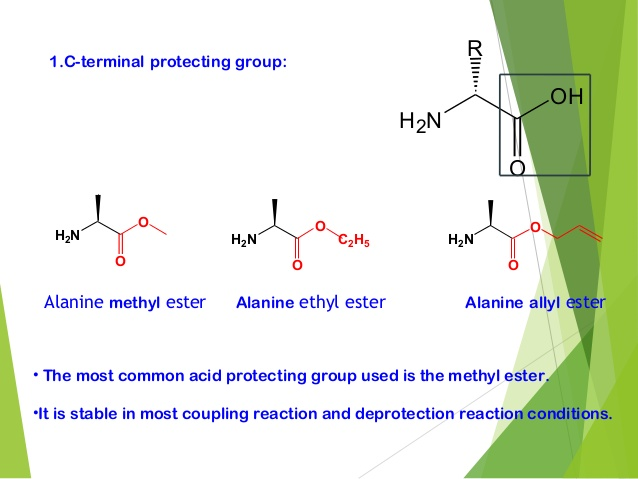 1.C-terminal protecting group:
R
OH
H2N
O
O
H2N
O
O
H2N
C2H5
O
O
H2N
O
Alanine methyl ester
Alanine ethyl ester
Alanine allyl ester
• The most common acid protecting group used is the methyl ester.
•It is stable in most coupling reaction and deprotection reaction conditions.